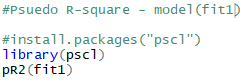 #Psuedo R-square - model(fit1)
#install.packages("pscl")
library(pscl)
pR2(fit1)